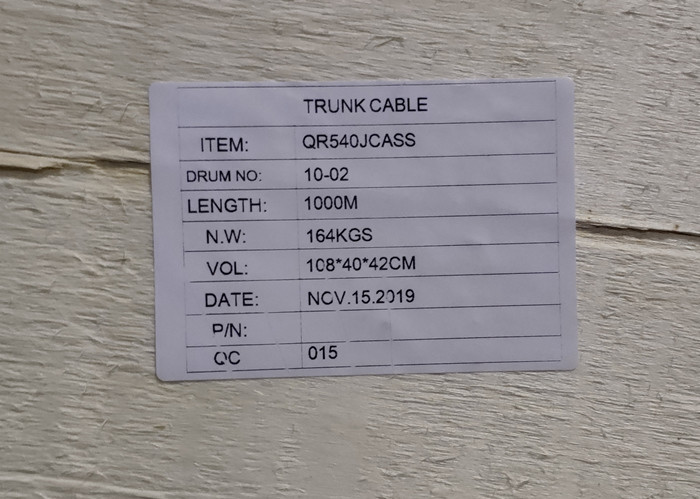 TRUNK CABLE
ITEM: QR540JCASS
DRUM NO: 10-02
LENGTH: 1000M
N.W: 164KGS
VOL: 108*40*42CM
DATE: NOV.15.2019
P/N:
QC 015